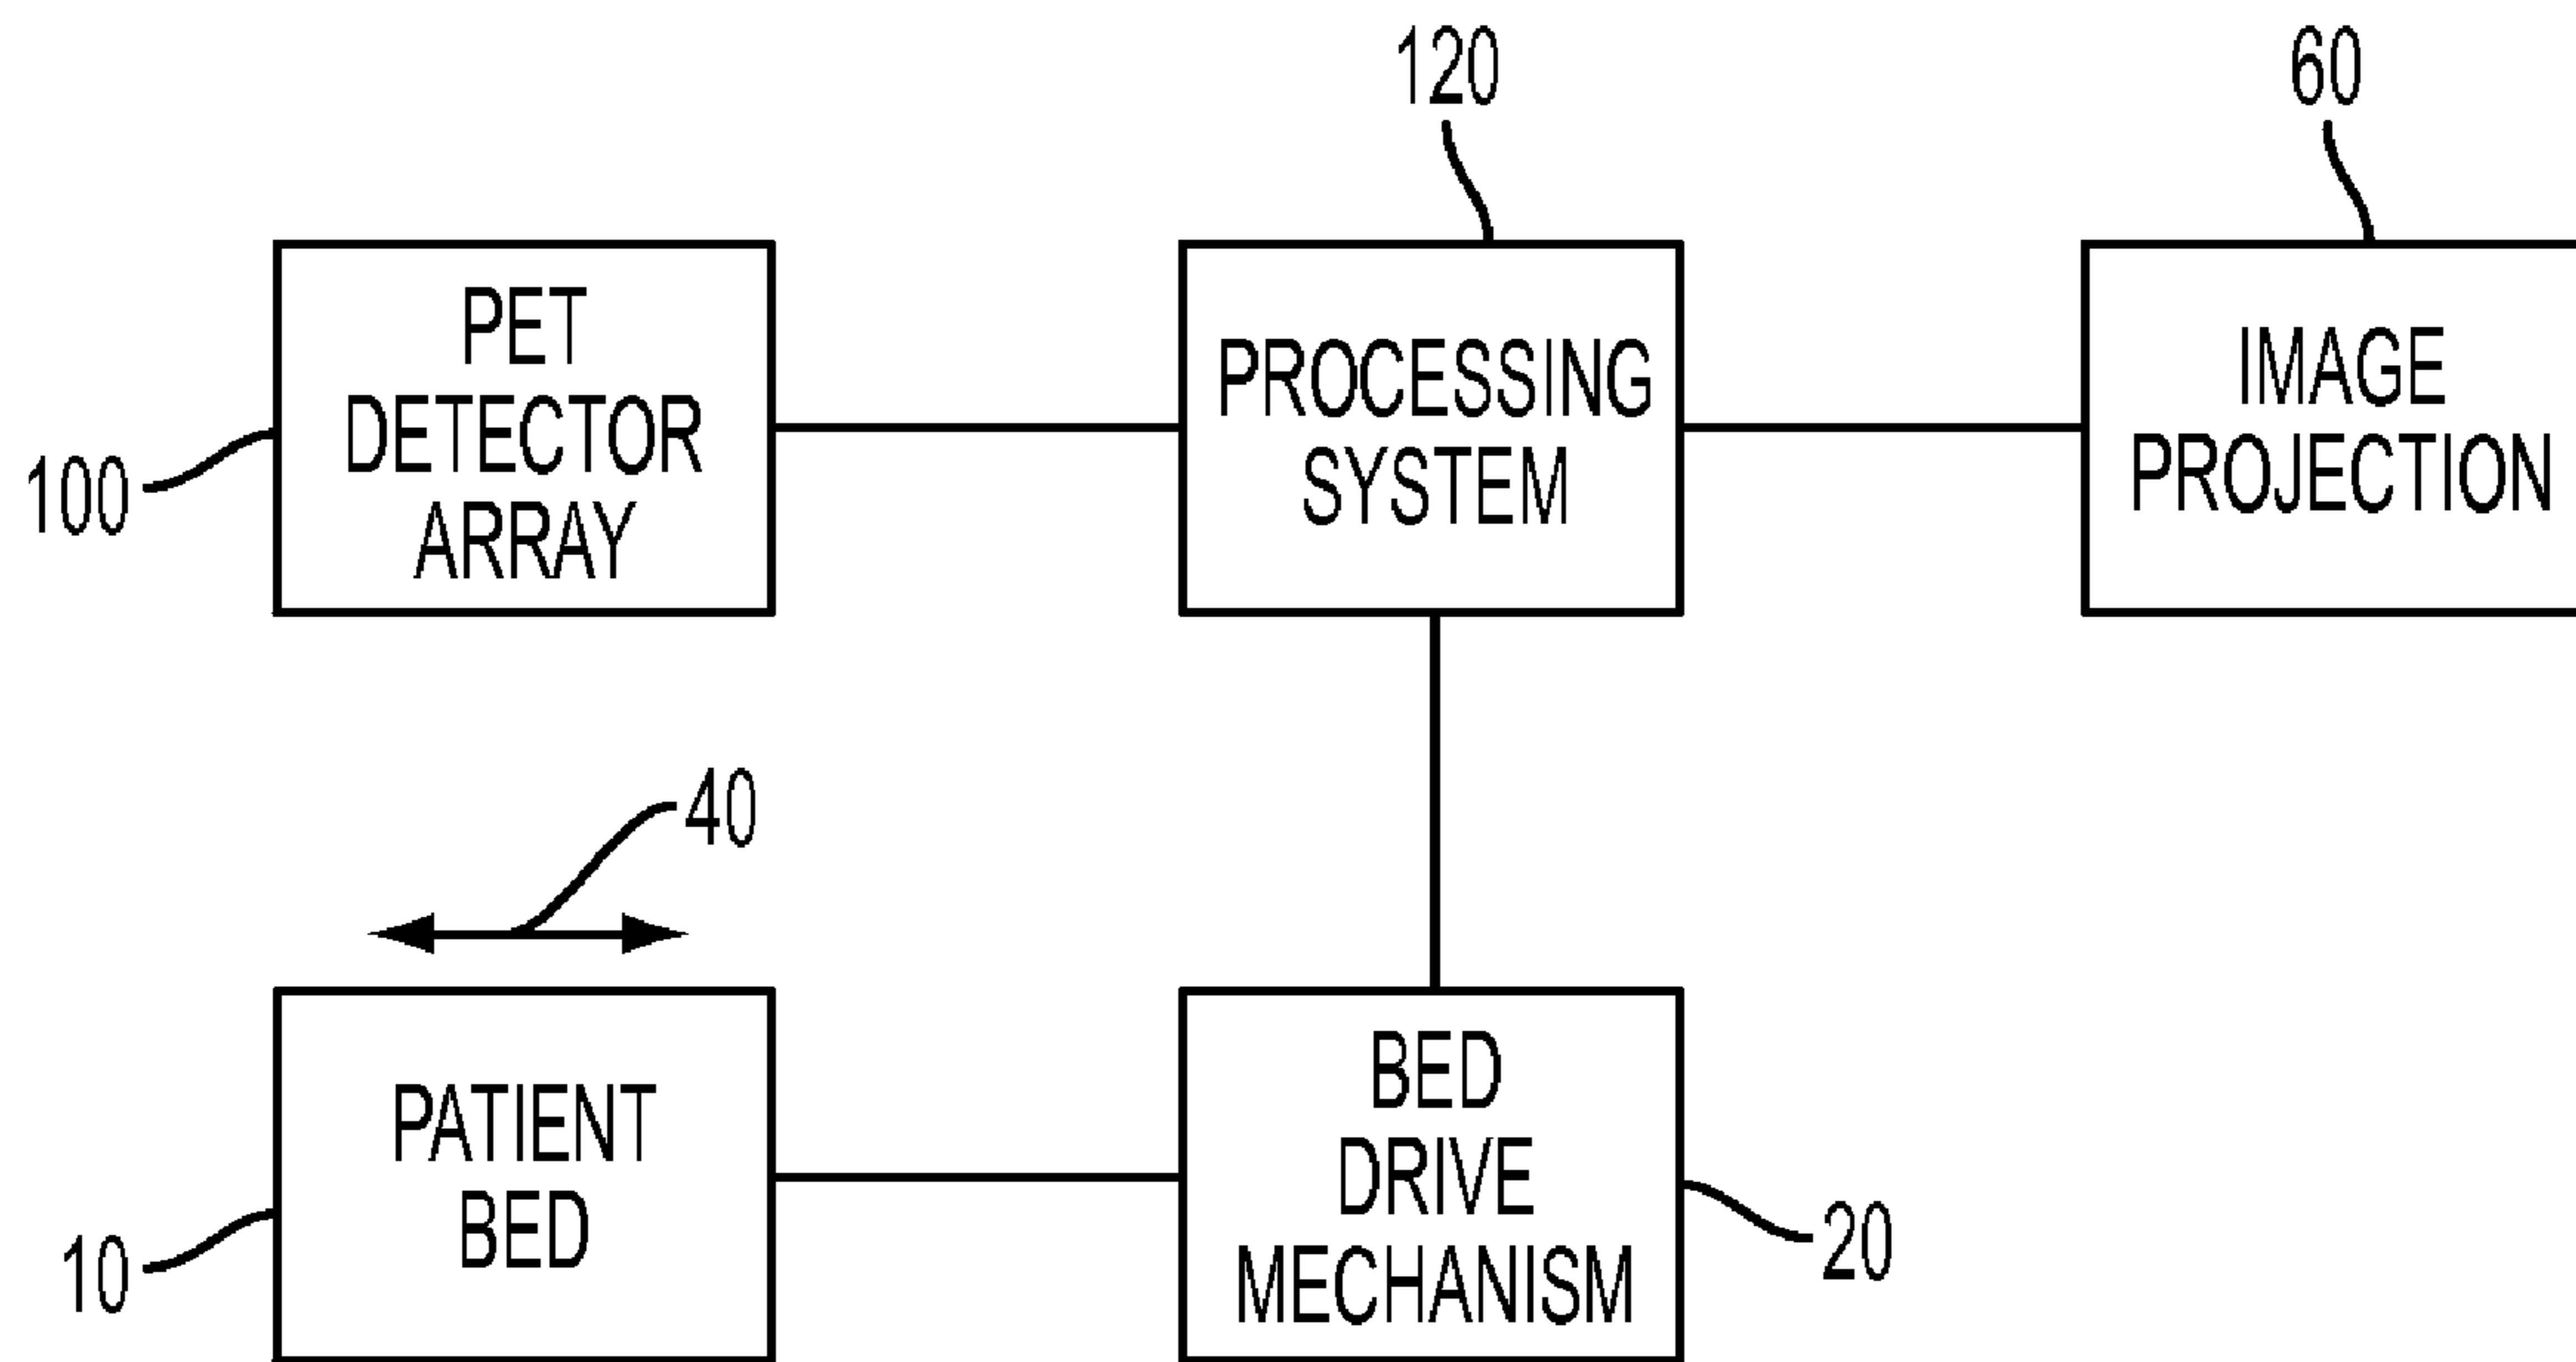 120
60
PET
DETECTOR
ARRAY
100
PROCESSING
SYSTEM
IMAGE
PROJECTION
40
PATIENT
BED
10
BED
DRIVE
MECHANISM
20